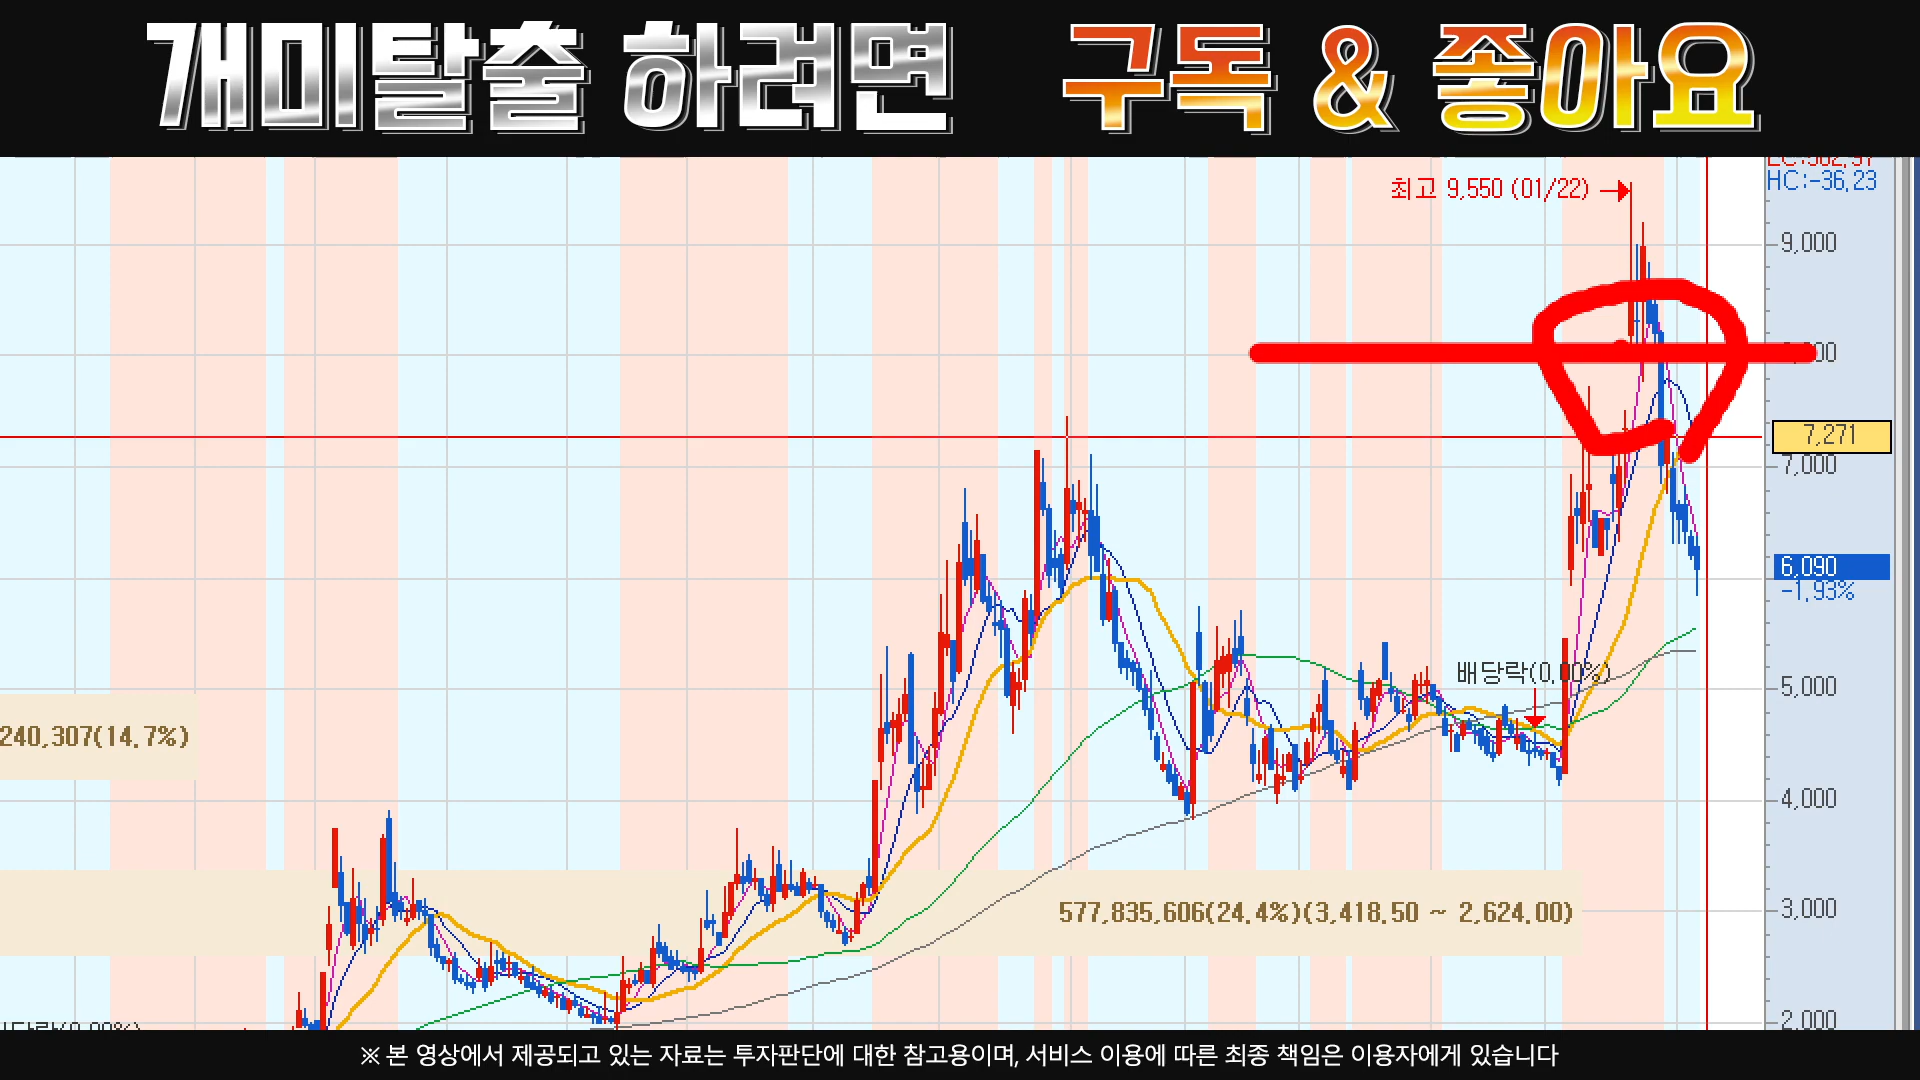 개미탈출 하려면 구독 & 좋아요
HC:-36,23
최고 9,550 (01/22)
9,000
7,271
7,000
6,090
-1,93%
배당락(0,00%)
5,000
240,307(14.7%)
4,000
577,835,606(24.4%)(3,418.50 ~ 2,624.00)
3,000
2,000
※ 본 영상에서 제공되고 있는 자료는 투자판단에 대한 참고용이며, 서비스 이용에 따른 최종 책임은 이용자에게 있습니다